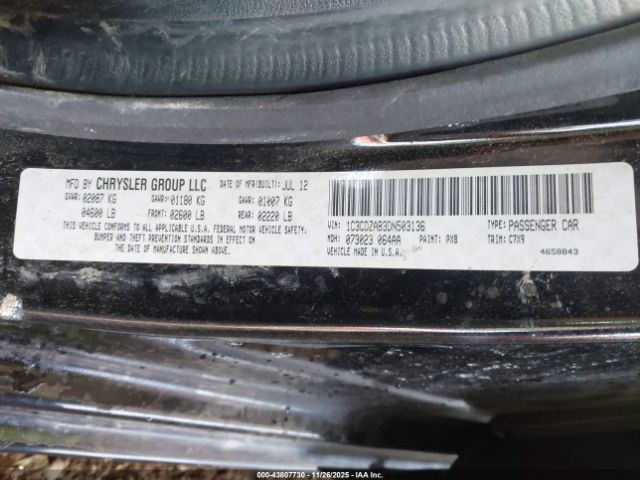 MFD BY CHRYSLER GROUP LLC DATE OF MFR(BUILT): JUL 12
GVWR: 02087 KG GAWR: 01180 KG GAWR: 01007 KG
04600 LB FRONT: 02600 LB REAR: 02220 LB
THIS VEHICLE CONFORMS TO ALL APPLICABLE U.S.A. FEDERAL MOTOR VEHICLE SAFETY,
BUMPER AND THEFT PREVENTION STANDARDS IN EFFECT ON
THE DATE OF MANUFACTURE SHOWN ABOVE.
VIN: 1C3CDZAB3DN503136 TYPE: PASSENGER CAR
MDH: 073023 064AA PAINT: PX8 TRIM: C7X9
VEHICLE MADE IN U.S.A.
4658843
000-43807730 - 11/26/2025 - IAAI.com